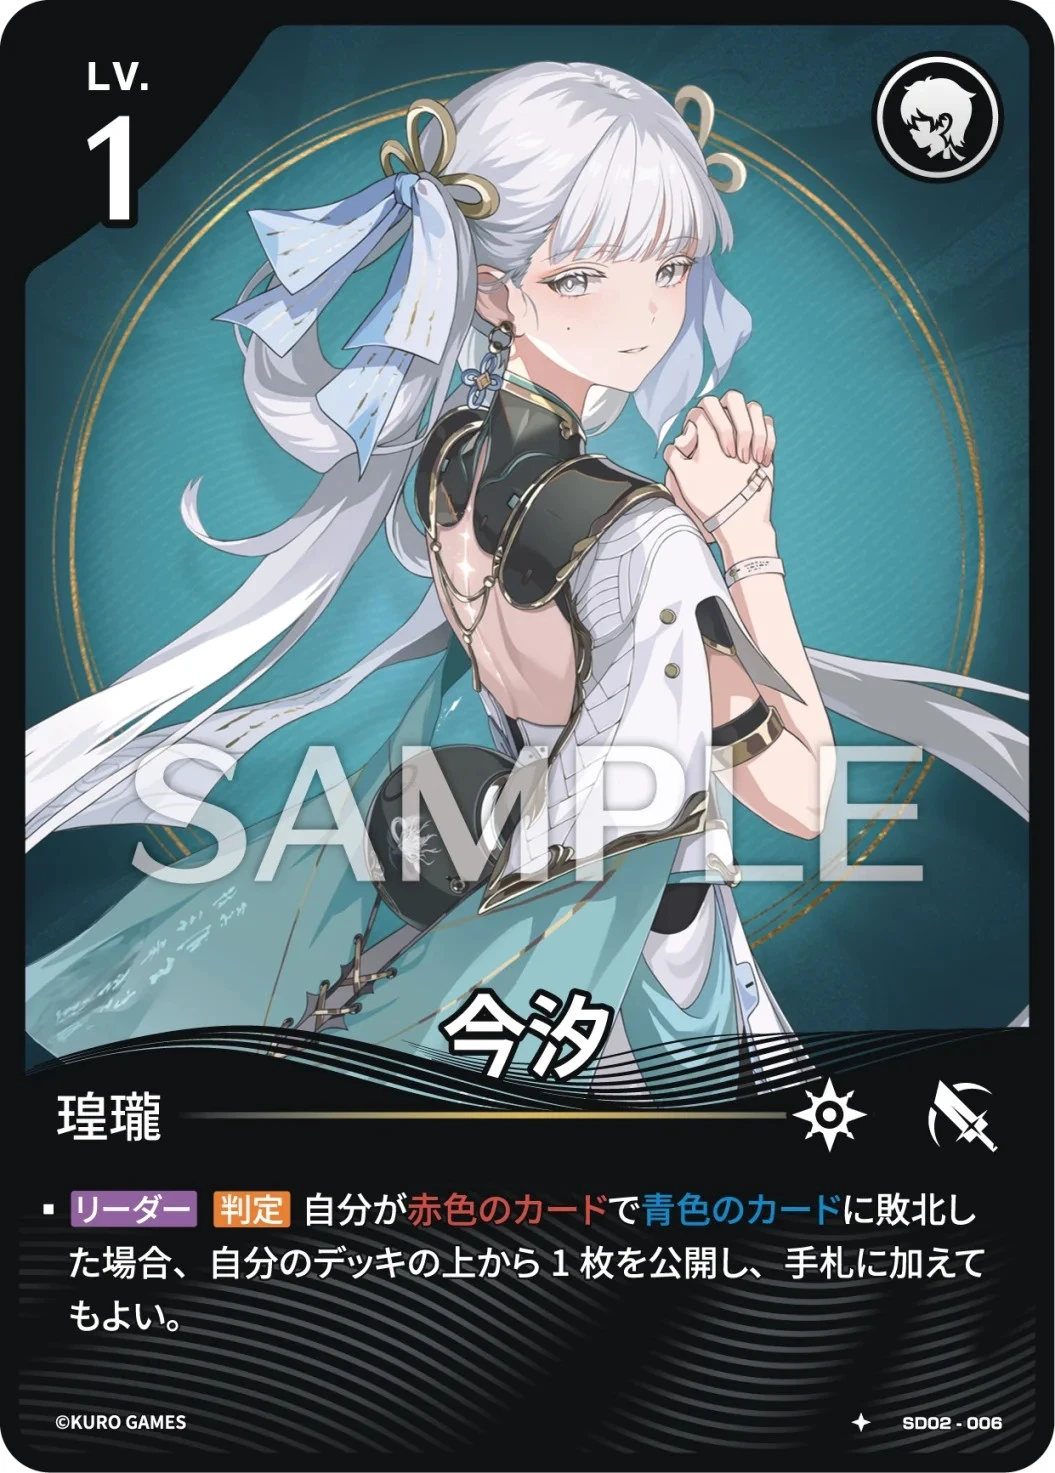 LV.
1
SAMPLE
今汐
瑝瓏
▪ リーダー 判定 自分が赤色のカードで青色のカードに敗北し
た場合、自分のデッキの上から1枚を公開し、手札に加えて
もよい。
©KURO GAMES
SD02 - 006